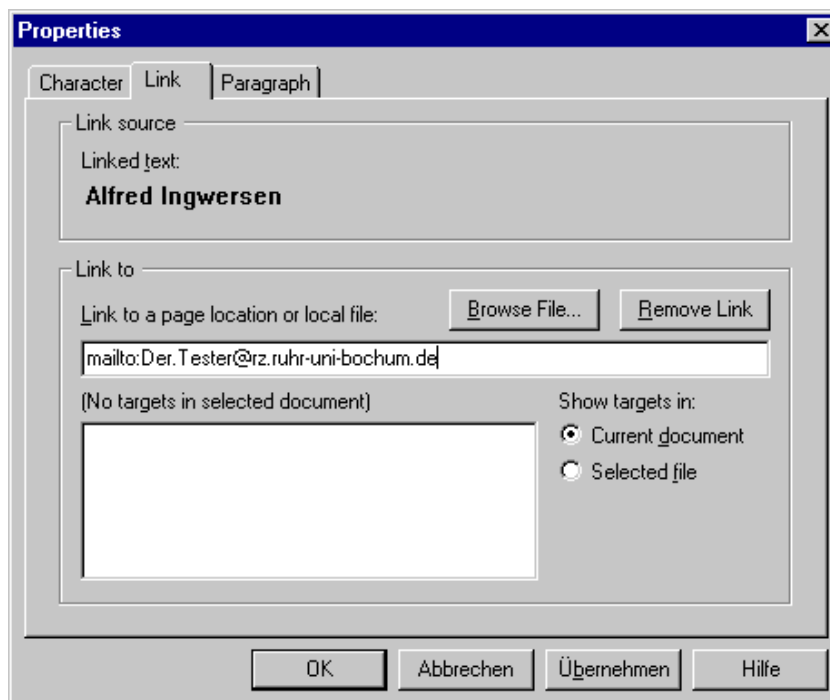 Properties
Character Link Paragraph
Link source
Linked text:
Alfred Ingwersen
Link to
Link to a page location or local file: Browse File... Remove Link
mailto:Der.Tester@rz.ruhr-uni-bochum.de
(No targets in selected document) Show targets in:
Current document
Selected file
OK Abbrechen Übernehmen Hilfe